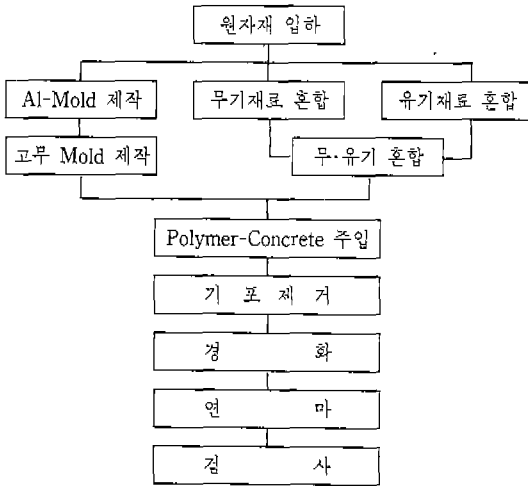 원자재 입하
Al-Mold 제작
무기재료 혼합
유기재료 혼합
고무 Mold 제작
무·유기 혼합
Polymer-Concrete 주입
기 포 제 거
경 화
연 마
검 사